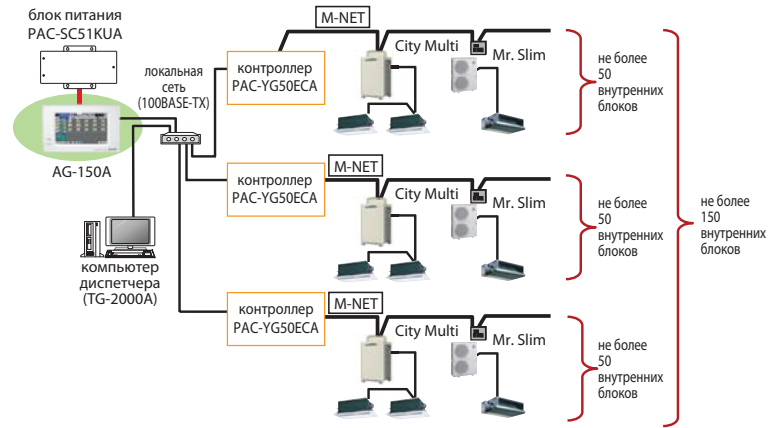 блок питания
PAC-SC51KUA
AG-150A
локальная
сеть
(100BASE-TX)
компьютер
диспетчера
(TG-2000A)
контроллер
PAC-YG50ECA
M-NET
City Multi
Mr. Slim
не более
50
внутренних
блоков
контроллер
PAC-YG50ECA
M-NET
City Multi
Mr. Slim
не более
50
внутренних
блоков
контроллер
PAC-YG50ECA
M-NET
City Multi
Mr. Slim
не более
50
внутренних
блоков
не более
150
внутренних
блоков